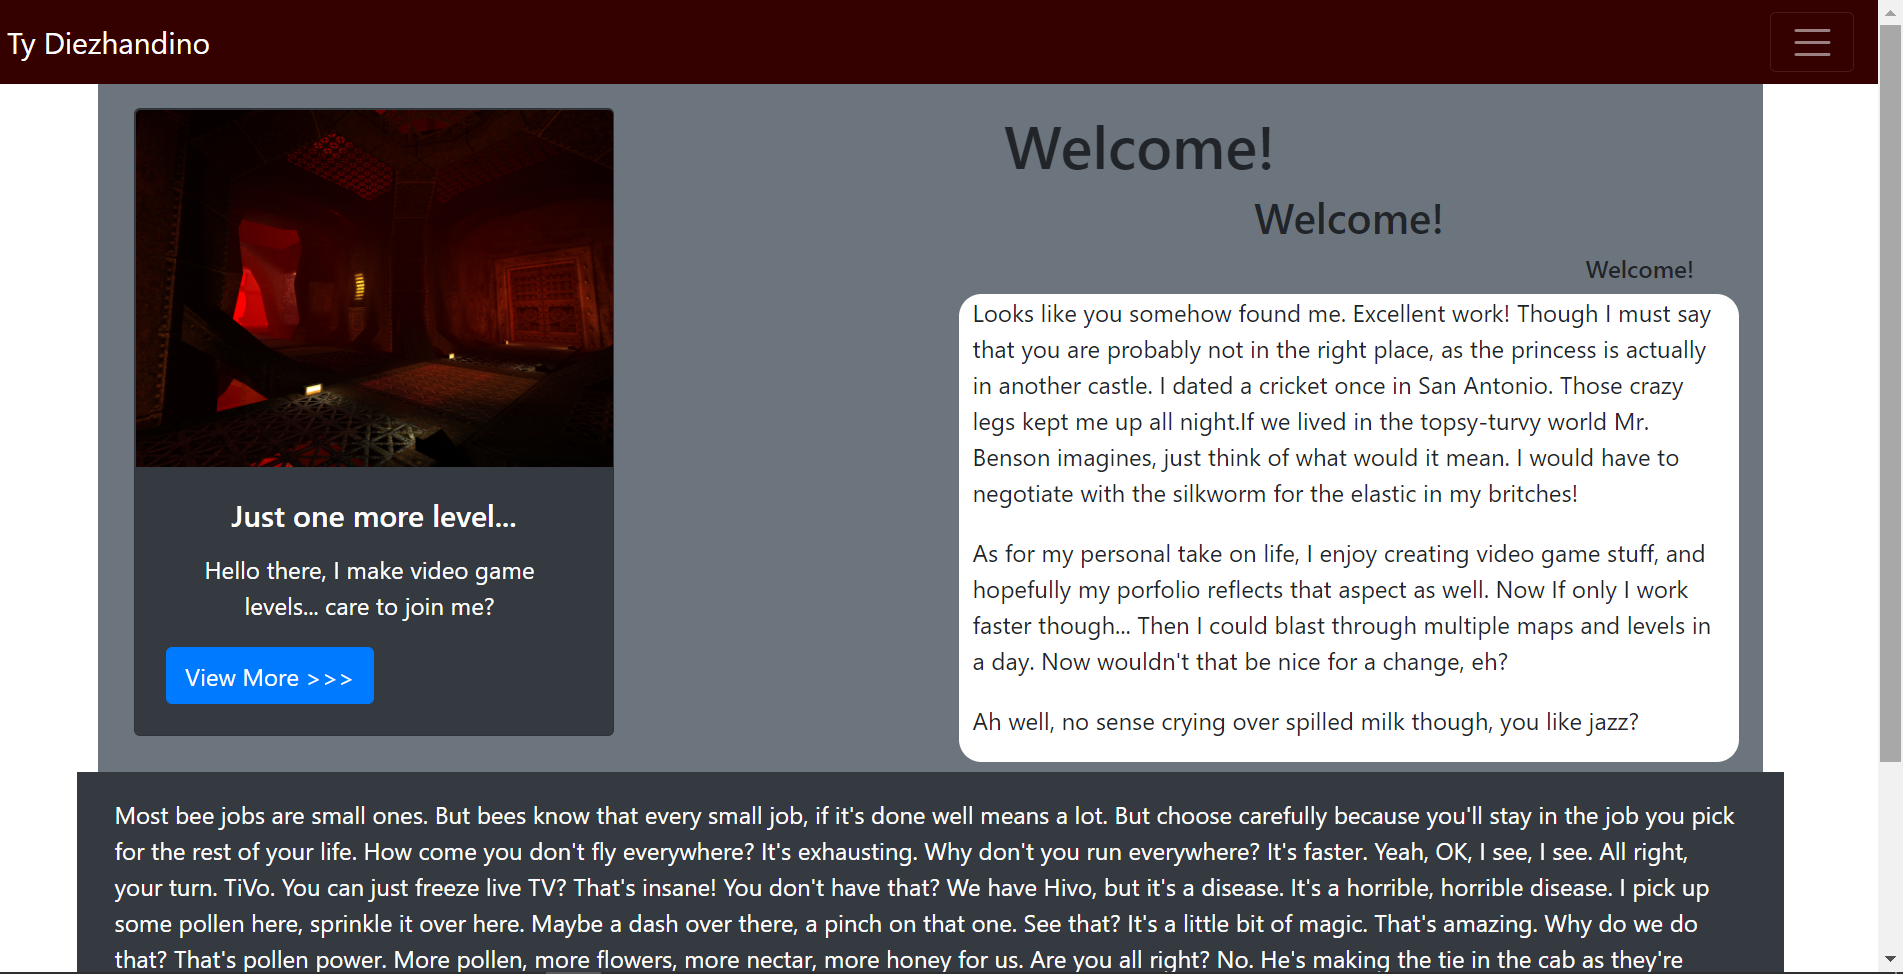 Ty Diezhandino
Just one more level...
Hello there, I make video game
levels... care to join me?
View More >>>
Welcome!
Welcome!
Welcome!
Looks like you somehow found me. Excellent work! Though I must say
that you are probably not in the right place, as the princess is actually
in another castle. I dated a cricket once in San Antonio. Those crazy
legs kept me up all night.If we lived in the topsy-turvy world Mr.
Benson imagines, just think of what would it mean. I would have to
negotiate with the silkworm for the elastic in my britches!
As for my personal take on life, I enjoy creating video game stuff, and
hopefully my porfolio reflects that aspect as well. Now If only I work
faster though... Then I could blast through multiple maps and levels in
a day. Now wouldn't that be nice for a change, eh?
Ah well, no sense crying over spilled milk though, you like jazz?
Most bee jobs are small ones. But bees know that every small job, if it's done well means a lot. But choose carefully because you'll stay in the job you pick
for the rest of your life. How come you don't fly everywhere? It's exhausting. Why don't you run everywhere? It's faster. Yeah, OK, I see, I see. All right,
your turn. TiVo. You can just freeze live TV? That's insane! You don't have that? We have Hivo, but it's a disease. It's a horrible, horrible disease. I pick up
some pollen here, sprinkle it over here. Maybe a dash over there, a pinch on that one. See that? It's a little bit of magic. That's amazing. Why do we do
that? That's pollen power. More pollen, more flowers, more nectar, more honey for us. Are you all right? No. He's making the tie in the cab as they're